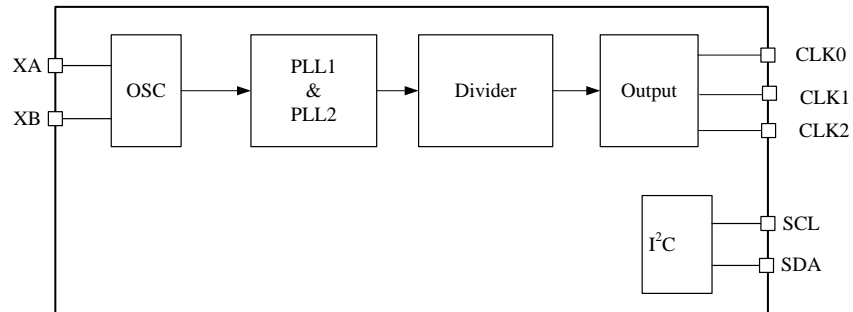 XA
XB
OSC
PLL1
&
PLL2
Divider
Output
CLK0
CLK1
CLK2
I²C
SCL
SDA